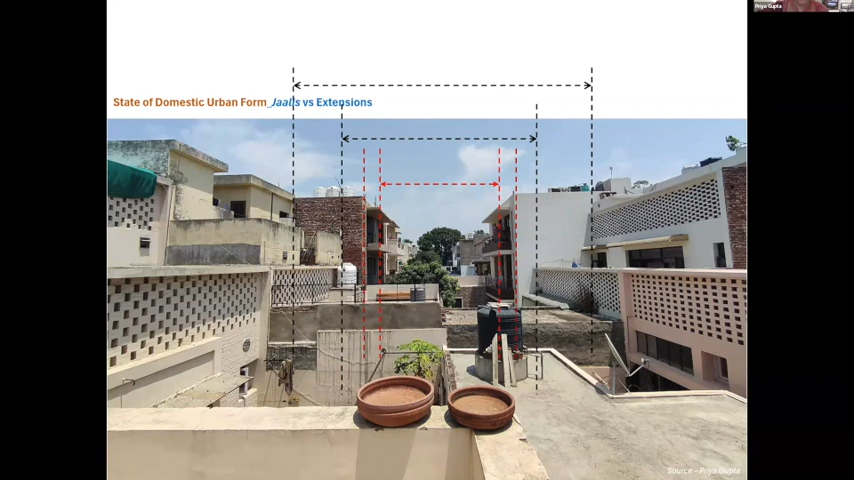 Priya Gupta
State of Domestic Urban Form_Jaalis vs Extensions
Source – Priya Gupta